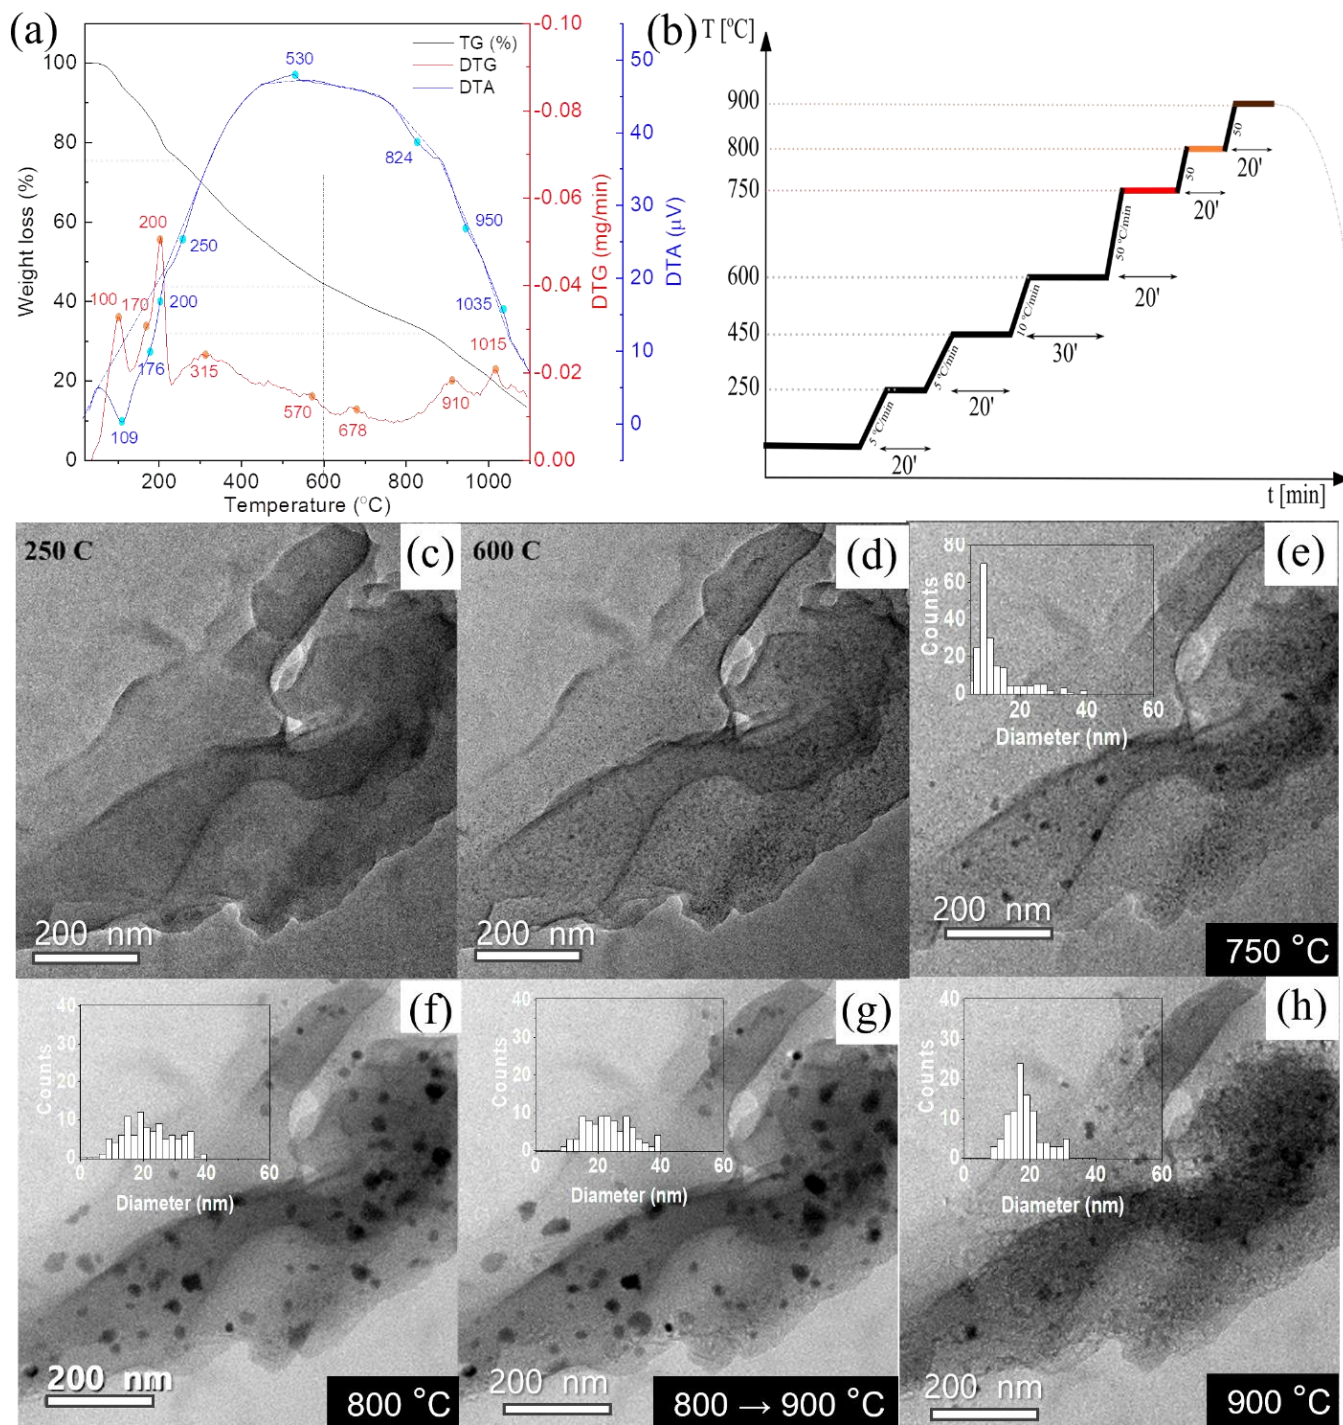 (a)
TG (%)
DTG
DTA
530
824
950
1035
250
200
176
109
100
170
200
315
570
678
910
1015
100
80
60
40
20
0
Weight loss (%)
200 400 600 800 1000
Temperature (°C)
-0.10
-0.08
-0.06
-0.04
-0.02
0.00
DTG (mg/min)
50
40
30
20
10
0
DTA (µV)
(b)
T [ºC]
900
800
750
600
450
250
5 °C/min
5 °C/min
10 °C/min
50 °C/min
50
50
20'
20'
30'
20'
20'
20'
t [min]
250 C
(c)
200 nm
600 C
(d)
200 nm
(e)
80
60
40
20
0
Counts
20 40 60
Diameter (nm)
200 nm
750 °C
(f)
40
30
20
10
0
Counts
0 20 40 60
Diameter (nm)
200 nm
800 °C
(g)
40
30
20
10
0
Counts
0 20 40 60
Diameter (nm)
200 nm
800 → 900 °C
(h)
40
30
20
10
0
Counts
0 20 40 60
Diameter (nm)
200 nm
900 °C